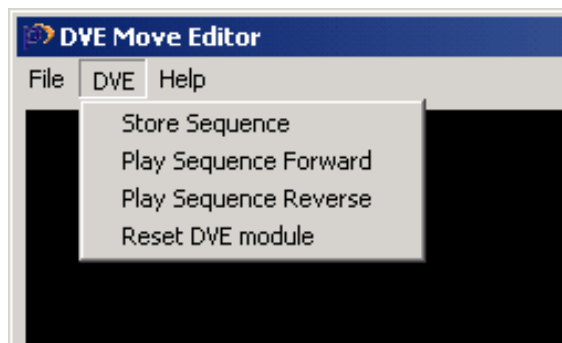 DVE Move Editor
File DVE Help
Store Sequence
Play Sequence Forward
Play Sequence Reverse
Reset DVE module